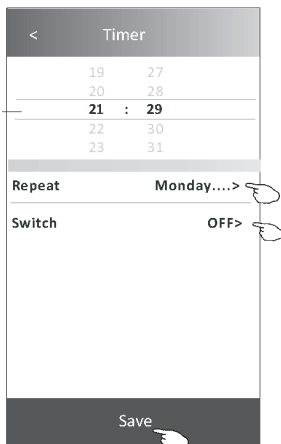 < Timer
19 27
20 28
21 : 29
22 30
23 31
Repeat Monday....>
Switch OFF>
Save